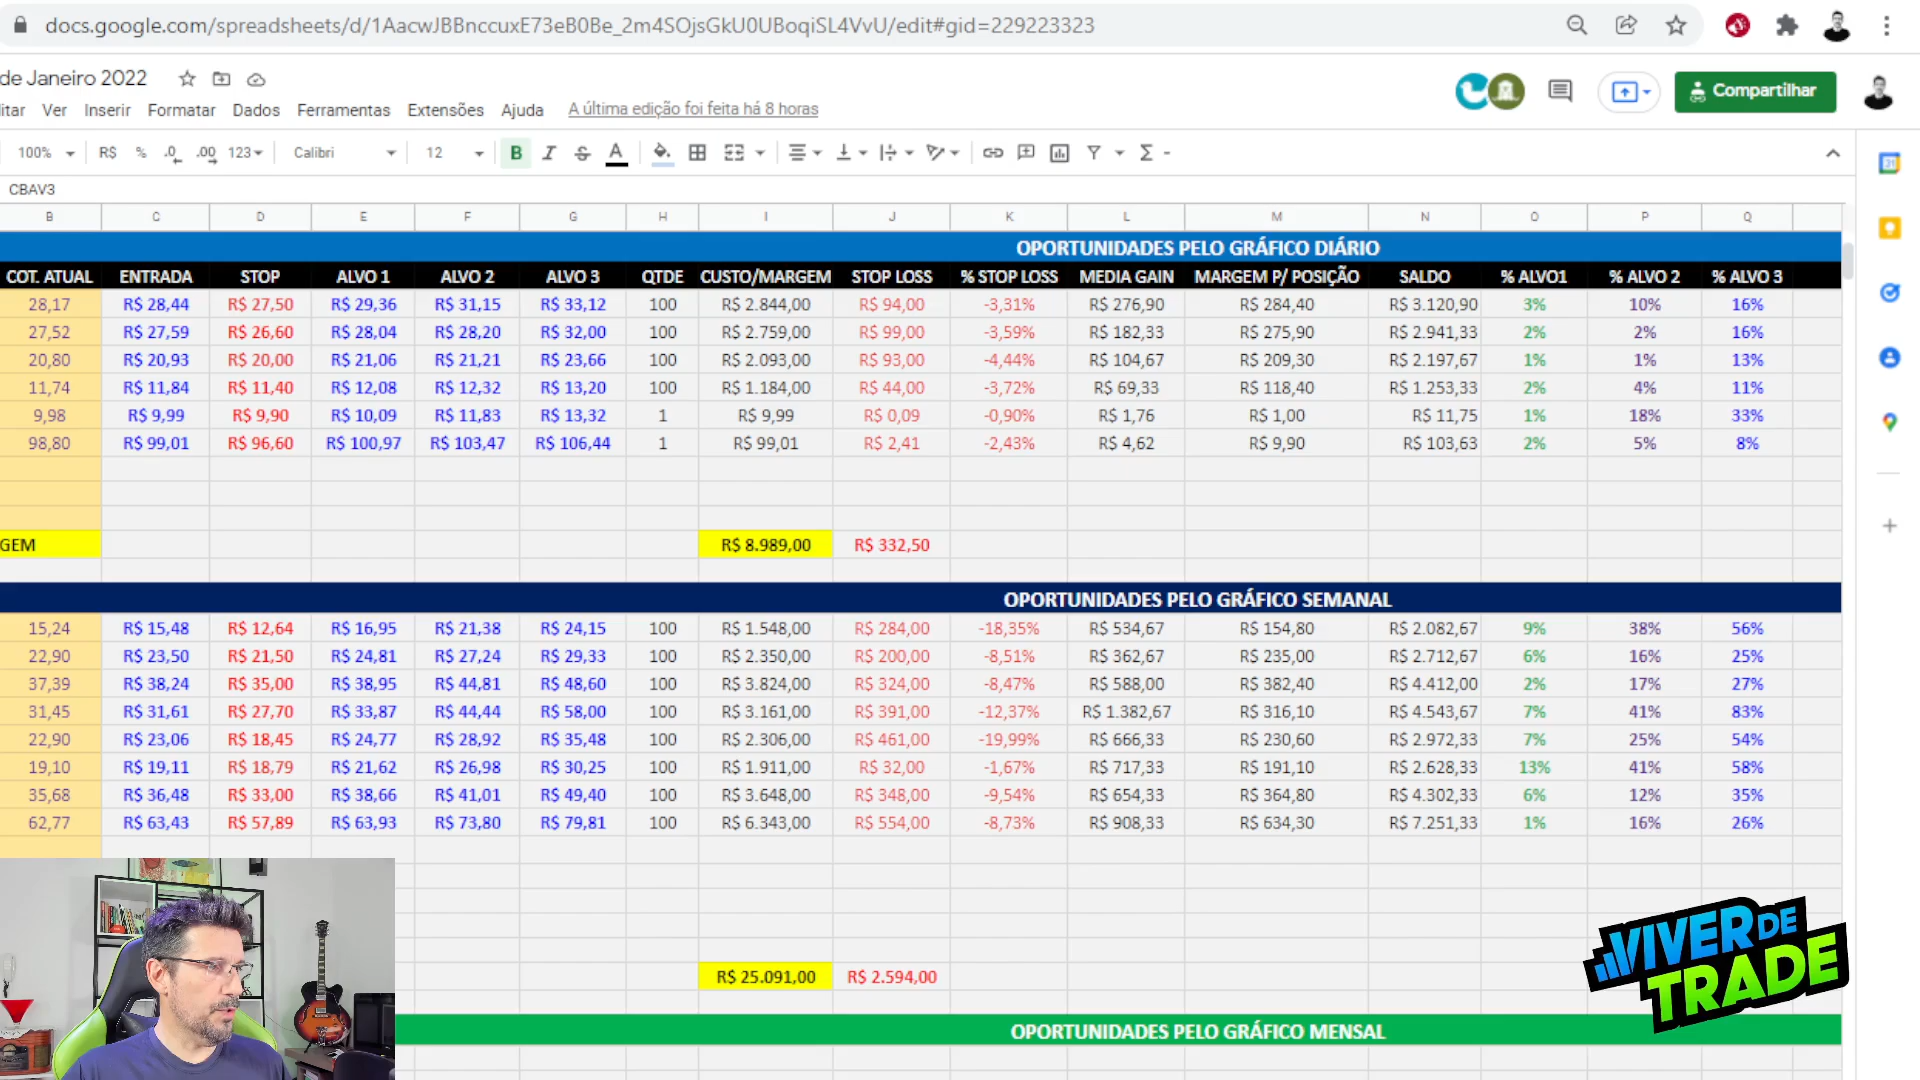 docs.google.com/spreadsheets/d/1AacwJBBnccuxE73eB0Be_2m4SOjsGkU0UBoqiSL4VvU/edit#gid=229223323
de Janeiro 2022
itar Ver Inserir Formatar Dados Ferramentas Extensões Ajuda A última edição foi feita há 8 horas Compartilhar
100% R$ % .0 .00 123 Calibri 12 B I S A Σ
CBAV3
B C D E F G H I J K L M N O P Q
OPORTUNIDADES PELO GRÁFICO DIÁRIO
COT. ATUAL ENTRADA STOP ALVO 1 ALVO 2 ALVO 3 QTDE CUSTO/MARGEM STOP LOSS % STOP LOSS MEDIA GAIN MARGEM P/ POSIÇÃO SALDO % ALVO1 % ALVO 2 % ALVO 3
28,17 R$ 28,44 R$ 27,50 R$ 29,36 R$ 31,15 R$ 33,12 100 R$ 2.844,00 R$ 94,00 -3,31% R$ 276,90 R$ 284,40 R$ 3.120,90 3% 10% 16%
27,52 R$ 27,59 R$ 26,60 R$ 28,04 R$ 28,20 R$ 32,00 100 R$ 2.759,00 R$ 99,00 -3,59% R$ 182,33 R$ 275,90 R$ 2.941,33 2% 2% 16%
20,80 R$ 20,93 R$ 20,00 R$ 21,06 R$ 21,21 R$ 23,66 100 R$ 2.093,00 R$ 93,00 -4,44% R$ 104,67 R$ 209,30 R$ 2.197,67 1% 1% 13%
11,74 R$ 11,84 R$ 11,40 R$ 12,08 R$ 12,32 R$ 13,20 100 R$ 1.184,00 R$ 44,00 -3,72% R$ 69,33 R$ 118,40 R$ 1.253,33 2% 4% 11%
9,98 R$ 9,99 R$ 9,90 R$ 10,09 R$ 11,83 R$ 13,32 1 R$ 9,99 R$ 0,09 -0,90% R$ 1,76 R$ 1,00 R$ 11,75 1% 18% 33%
98,80 R$ 99,01 R$ 96,60 R$ 100,97 R$ 103,47 R$ 106,44 1 R$ 99,01 R$ 2,41 -2,43% R$ 4,62 R$ 9,90 R$ 103,63 2% 5% 8%
GEM R$ 8.989,00 R$ 332,50
OPORTUNIDADES PELO GRÁFICO SEMANAL
15,24 R$ 15,48 R$ 12,64 R$ 16,95 R$ 21,38 R$ 24,15 100 R$ 1.548,00 R$ 284,00 -18,35% R$ 534,67 R$ 154,80 R$ 2.082,67 9% 38% 56%
22,90 R$ 23,50 R$ 21,50 R$ 24,81 R$ 27,24 R$ 29,33 100 R$ 2.350,00 R$ 200,00 -8,51% R$ 362,67 R$ 235,00 R$ 2.712,67 6% 16% 25%
37,39 R$ 38,24 R$ 35,00 R$ 38,95 R$ 44,81 R$ 48,60 100 R$ 3.824,00 R$ 324,00 -8,47% R$ 588,00 R$ 382,40 R$ 4.412,00 2% 17% 27%
31,45 R$ 31,61 R$ 27,70 R$ 33,87 R$ 44,44 R$ 58,00 100 R$ 3.161,00 R$ 391,00 -12,37% R$ 1.382,67 R$ 316,10 R$ 4.543,67 7% 41% 83%
22,90 R$ 23,06 R$ 18,45 R$ 24,77 R$ 28,92 R$ 35,48 100 R$ 2.306,00 R$ 461,00 -19,99% R$ 666,33 R$ 230,60 R$ 2.972,33 7% 25% 54%
19,10 R$ 19,11 R$ 18,79 R$ 21,62 R$ 26,98 R$ 30,25 100 R$ 1.911,00 R$ 32,00 -1,67% R$ 717,33 R$ 191,10 R$ 2.628,33 13% 41% 58%
35,68 R$ 36,48 R$ 33,00 R$ 38,66 R$ 41,01 R$ 49,40 100 R$ 3.648,00 R$ 348,00 -9,54% R$ 654,33 R$ 364,80 R$ 4.302,33 6% 12% 35%
62,77 R$ 63,43 R$ 57,89 R$ 63,93 R$ 73,80 R$ 79,81 100 R$ 6.343,00 R$ 554,00 -8,73% R$ 908,33 R$ 634,30 R$ 7.251,33 1% 16% 26%
R$ 25.091,00 R$ 2.594,00
VIVER DE
TRADE
OPORTUNIDADES PELO GRÁFICO MENSAL